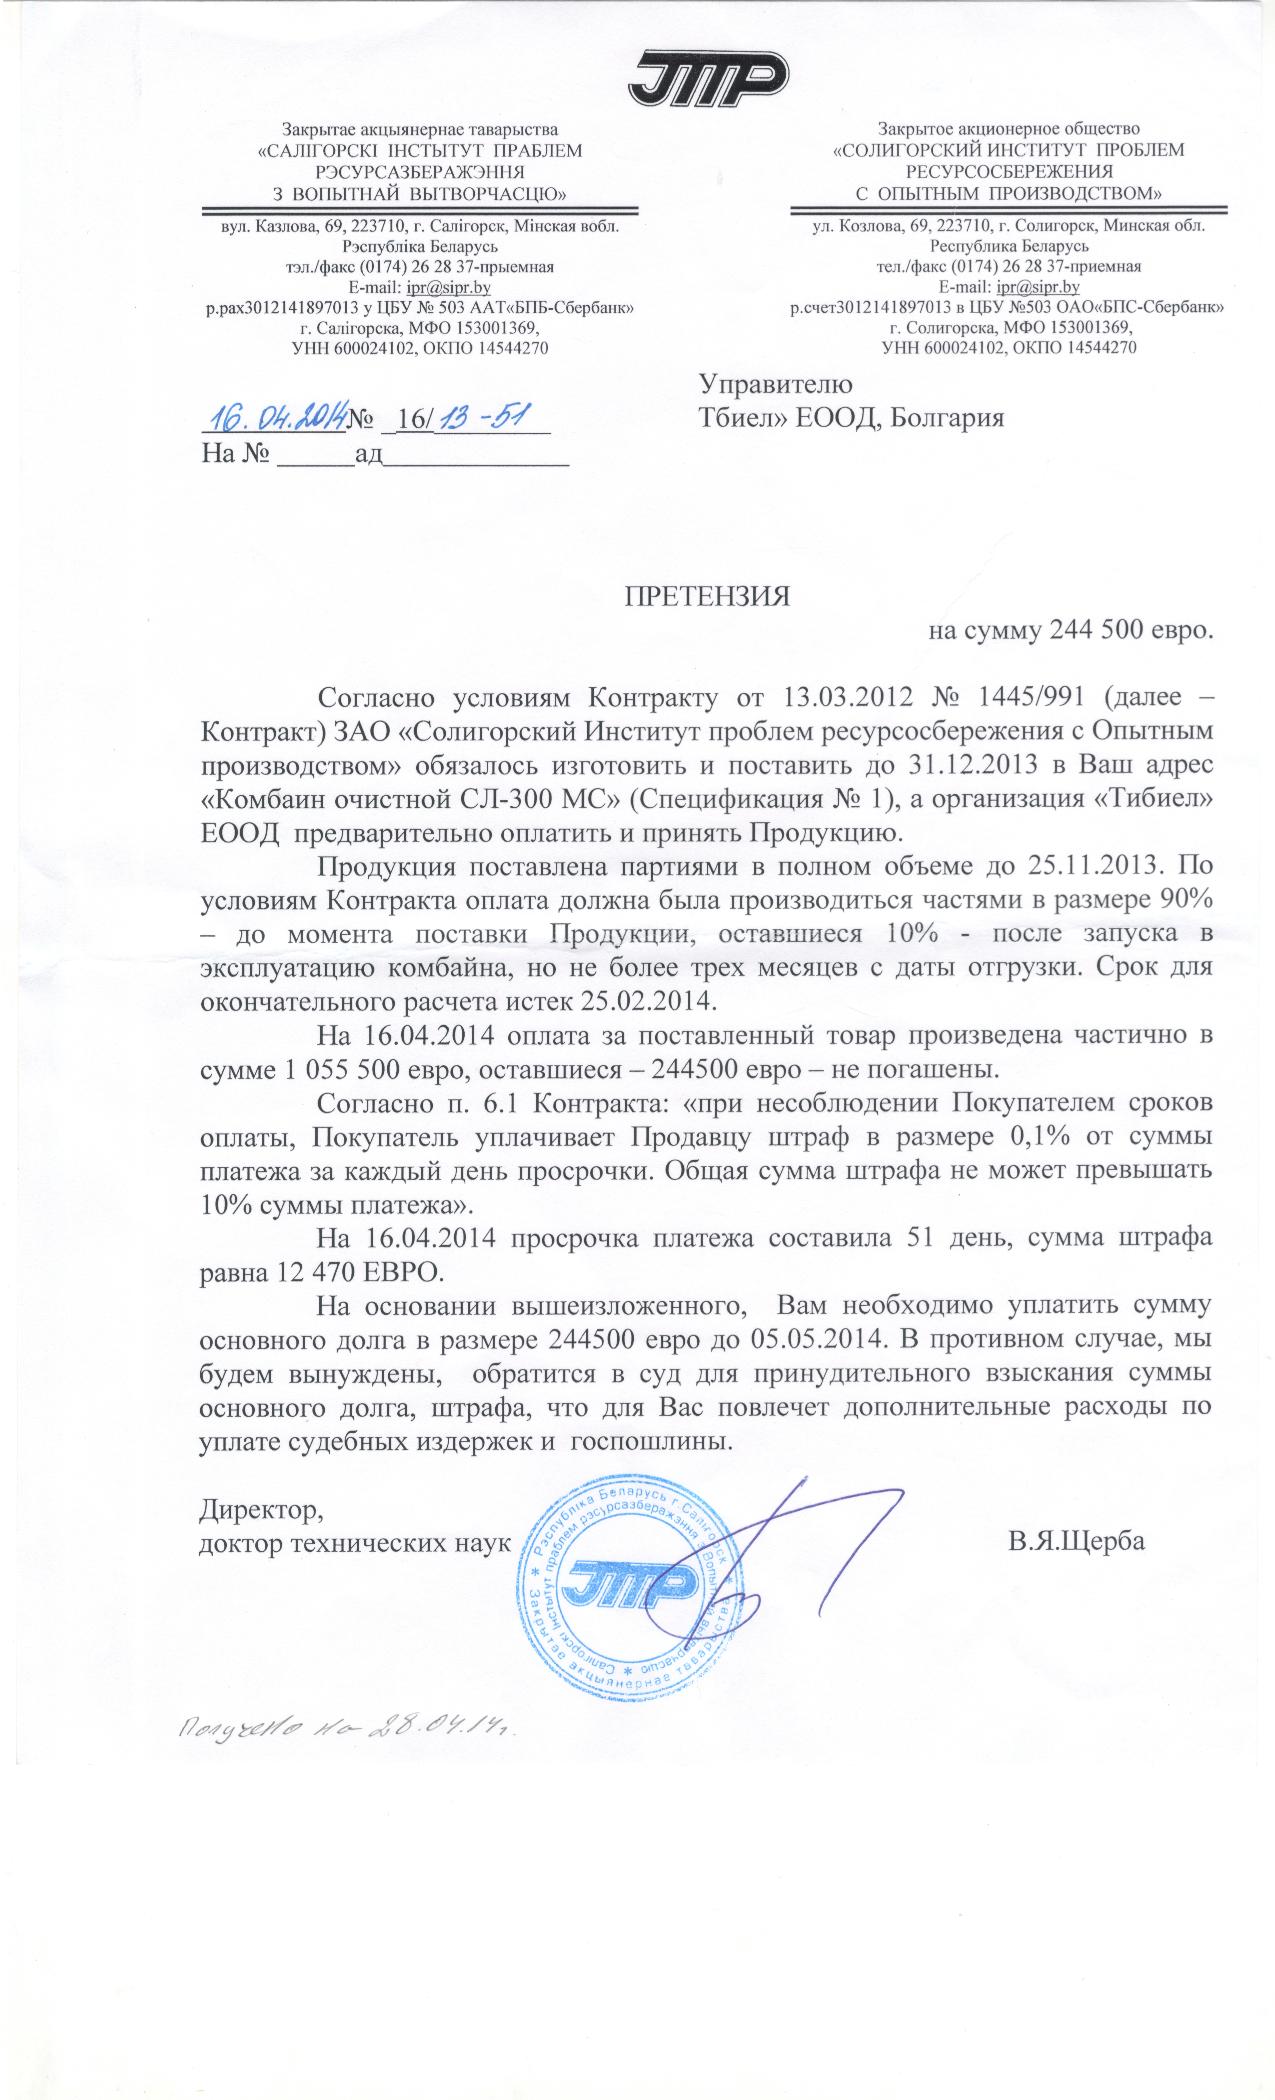 Закрытае акцыянернае таварыства
«САЛІГОРСКІ ІНСТЫТУТ ПРАБЛЕМ
РЭСУРСАЗБЕРАЖЭННЯ
З ВОПЫТНАЙ ВЫТВОРЧАСЦЮ»
вул. Казлова, 69, 223710, г. Салігорск, Мінская вобл.
Рэспубліка Беларусь
тэл./факс (0174) 26 28 37-прыемная
E-mail: ipr@sipr.by
р.рах3012141897013 у ЦБУ № 503 ААТ«БПБ-Сбербанк»
г. Салігорска, МФО 153001369,
УНН 600024102, ОКПО 14544270
Закрытое акционерное общество
«СОЛИГОРСКИЙ ИНСТИТУТ ПРОБЛЕМ
РЕСУРСОСБЕРЕЖЕНИЯ
С ОПЫТНЫМ ПРОИЗВОДСТВОМ»
ул. Козлова, 69, 223710, г. Солигорск, Минская обл.
Республика Беларусь
тел./факс (0174) 26 28 37-приемная
E-mail: ipr@sipr.by
р.счет3012141897013 в ЦБУ №503 ОАО«БПС-Сбербанк»
г. Солигорска, МФО 153001369,
УНН 600024102, ОКПО 14544270
16.04.2014 № 16/13-51
На № ______ад______________
Управителю
Тбиел» ЕООД, Болгария
ПРЕТЕНЗИЯ
на сумму 244 500 евро.
Согласно условиям Контракту от 13.03.2012 № 1445/991 (далее –
Контракт) ЗАО «Солигорский Институт проблем ресурсосбережения с Опытным
производством» обязалось изготовить и поставить до 31.12.2013 в Ваш адрес
«Комбаин очистной СЛ-300 МС» (Спецификация № 1), а организация «Тибиел»
ЕООД предварительно оплатить и принять Продукцию.
Продукция поставлена партиями в полном объеме до 25.11.2013. По
условиям Контракта оплата должна была производиться частями в размере 90%
– до момента поставки Продукции, оставшиеся 10% - после запуска в
эксплуатацию комбайна, но не более трех месяцев с даты отгрузки. Срок для
окончательного расчета истек 25.02.2014.
На 16.04.2014 оплата за поставленный товар произведена частично в
сумме 1 055 500 евро, оставшиеся – 244500 евро – не погашены.
Согласно п. 6.1 Контракта: «при несоблюдении Покупателем сроков
оплаты, Покупатель уплачивает Продавцу штраф в размере 0,1% от суммы
платежа за каждый день просрочки. Общая сумма штрафа не может превышать
10% суммы платежа».
На 16.04.2014 просрочка платежа составила 51 день, сумма штрафа
равна 12 470 ЕВРО.
На основании вышеизложенного, Вам необходимо уплатить сумму
основного долга в размере 244500 евро до 05.05.2014. В противном случае, мы
будем вынуждены, обратится в суд для принудительного взыскания суммы
основного долга, штрафа, что для Вас повлечет дополнительные расходы по
уплате судебных издержек и госпошлины.
Директор,
доктор технических наук
В.Я.Щерба
Рэспубліка Беларусь г.Салігорск
Закрытае акцыянернае таварыства
Салігорскі інстытут праблем рэсурсазберажэння з Вопытнай вытворчасцю
Получено на 28.04.14г.